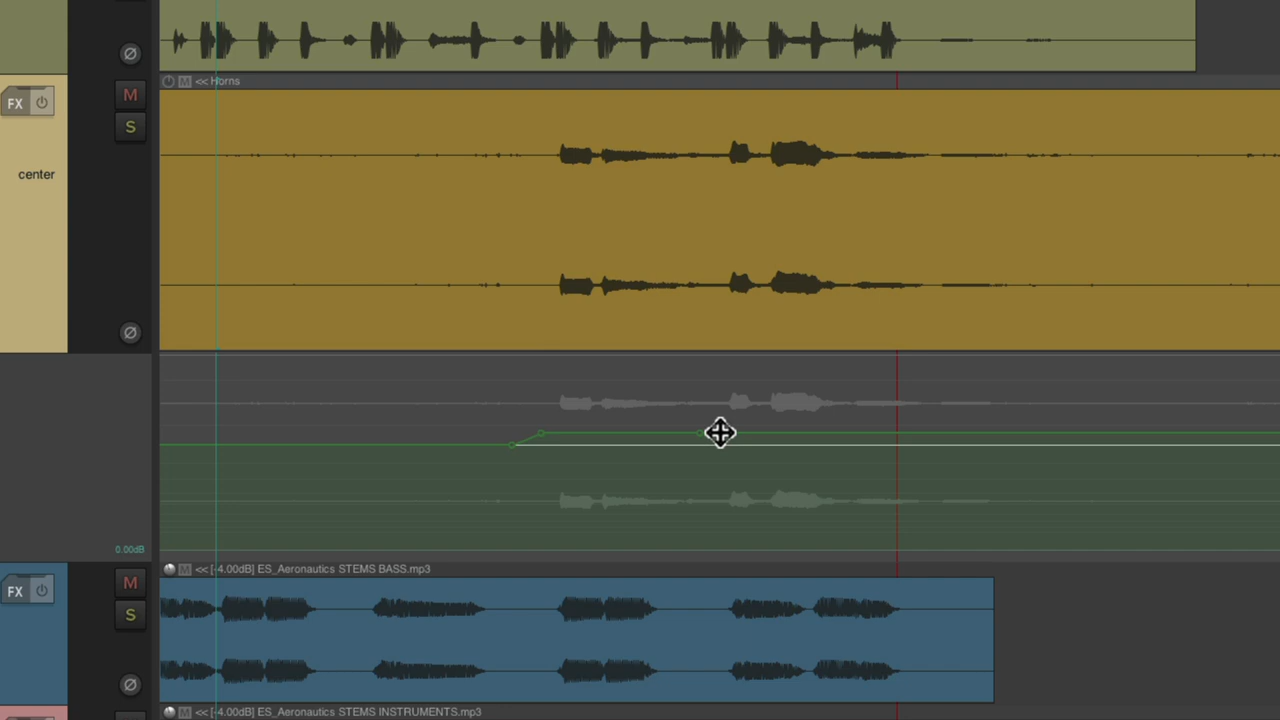 Ø
M << Horns
FX
M
S
center
Ø
0.00dB
M << [-4.00dB] ES_Aeronautics STEMS BASS.mp3
FX
M
S
Ø
M << [-4.00dB] ES_Aeronautics STEMS INSTRUMENTS.mp3